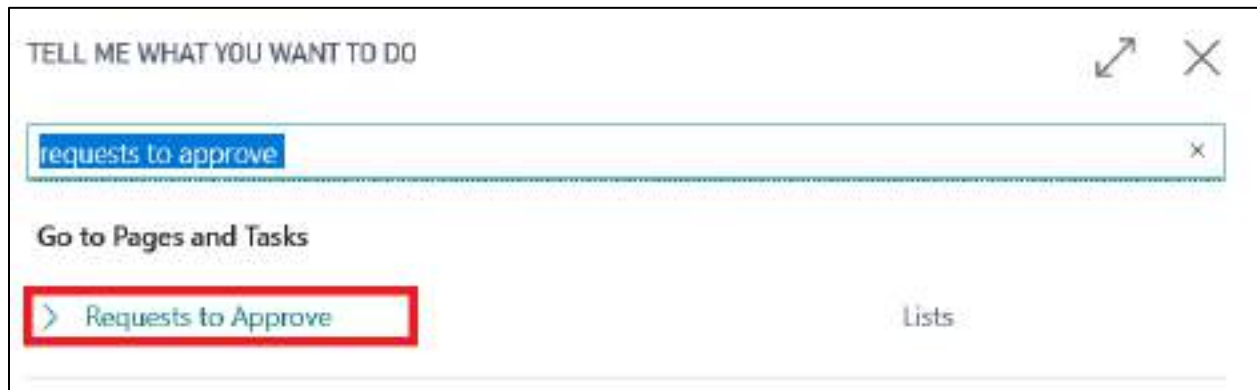 TELL ME WHAT YOU WANT TO DO
requests to approve
Go to Pages and Tasks
Requests to Approve Lists